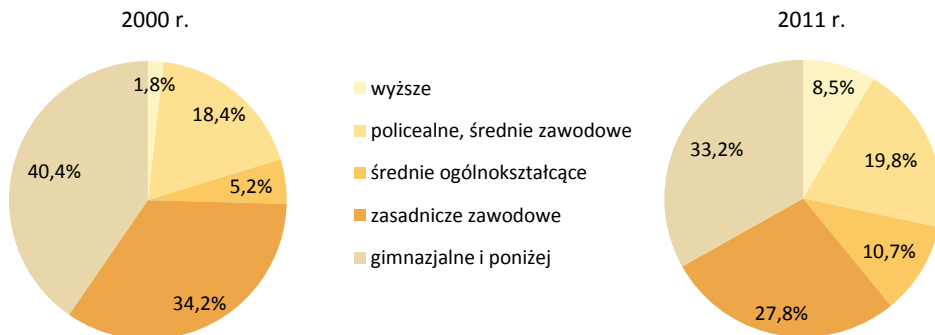 2000 r.
1,8%
18,4%
5,2%
34,2%
40,4%
wyższe
policealne, średnie zawodowe
średnie ogólnokształcące
zasadnicze zawodowe
gimnazjalne i poniżej
2011 r.
8,5%
19,8%
10,7%
27,8%
33,2%